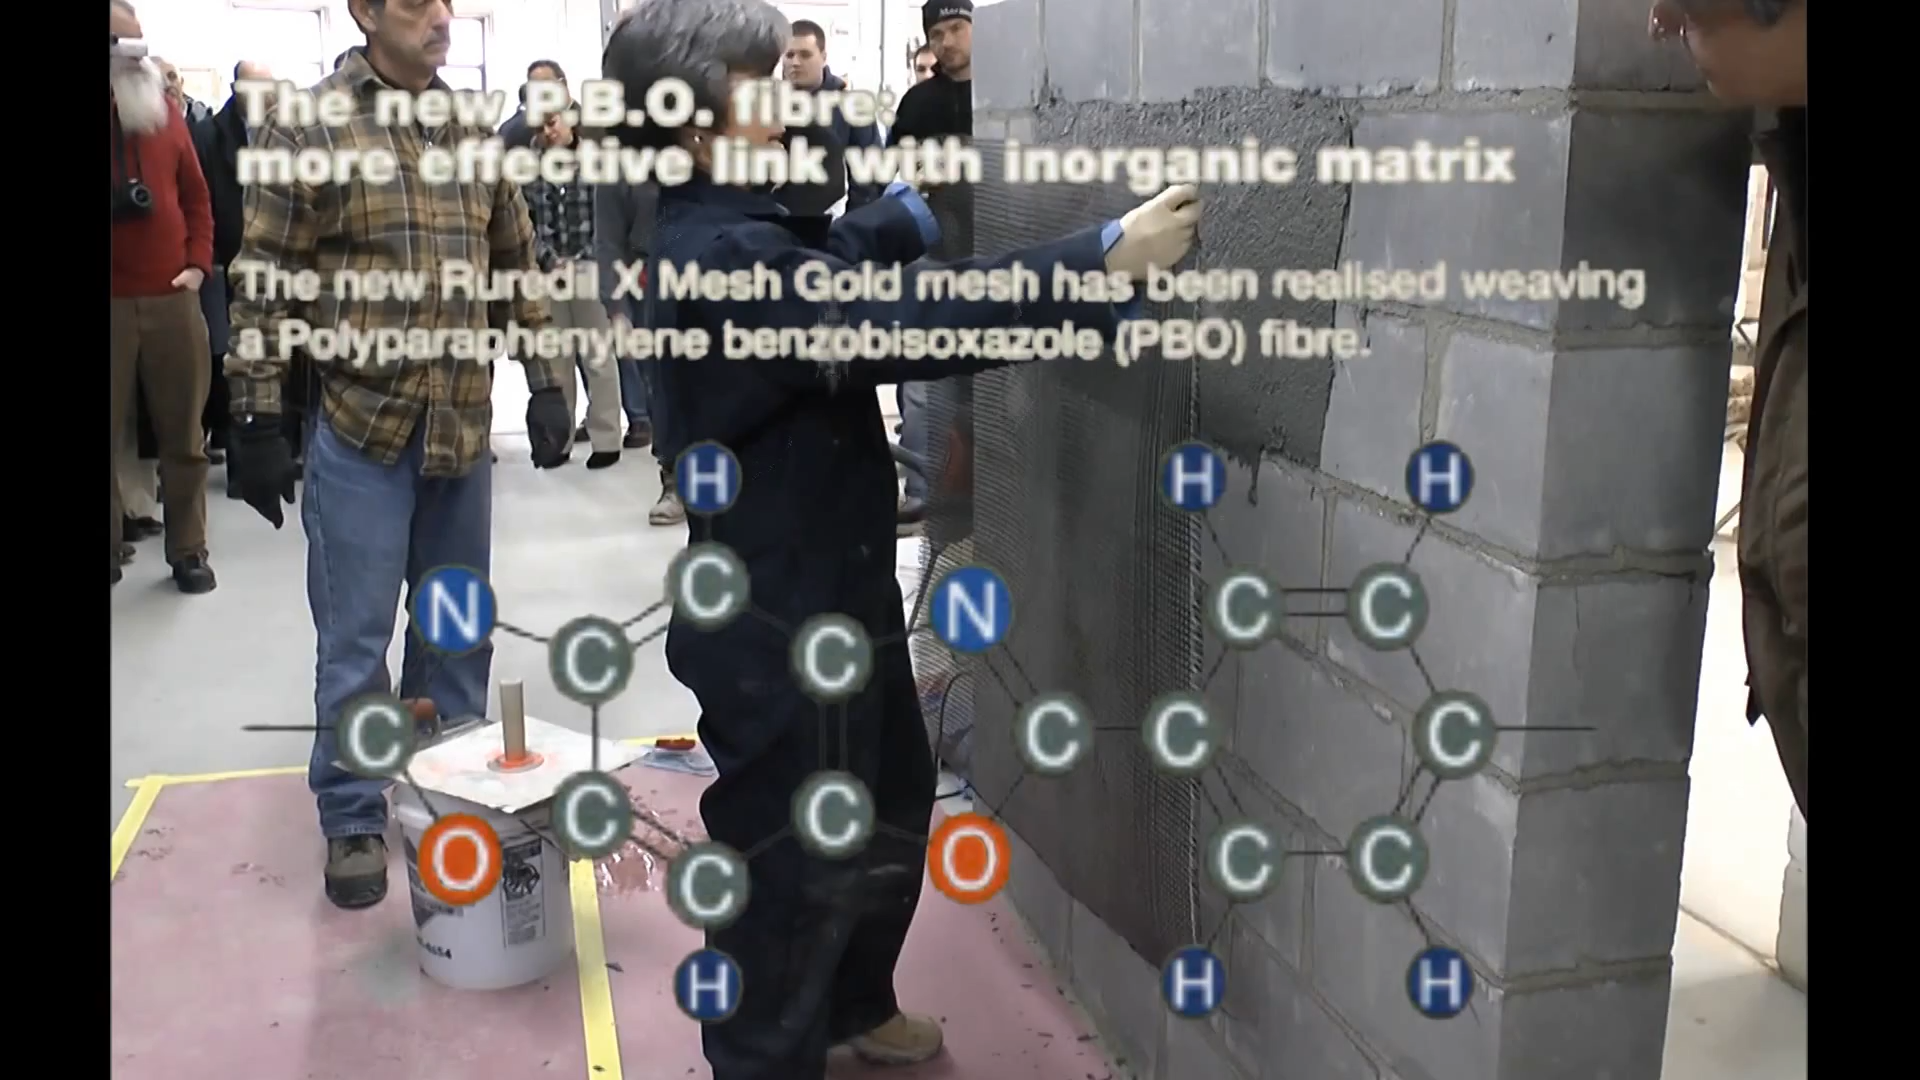 The new P.B.O. fibre:
more effective link with inorganic matrix
The new Ruredil X Mesh Gold mesh has been realised weaving
a Polyparaphenylene benzobisoxazole (PBO) fibre.
H H H
N C N C C
C C
C C C C
C C
O C O C C
H H H